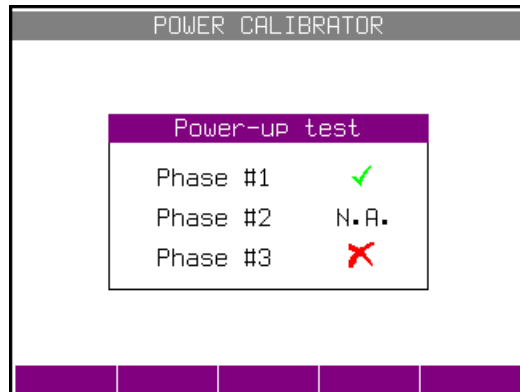 POWER CALIBRATOR
Power-up test
Phase #1
Phase #2 N.A.
Phase #3